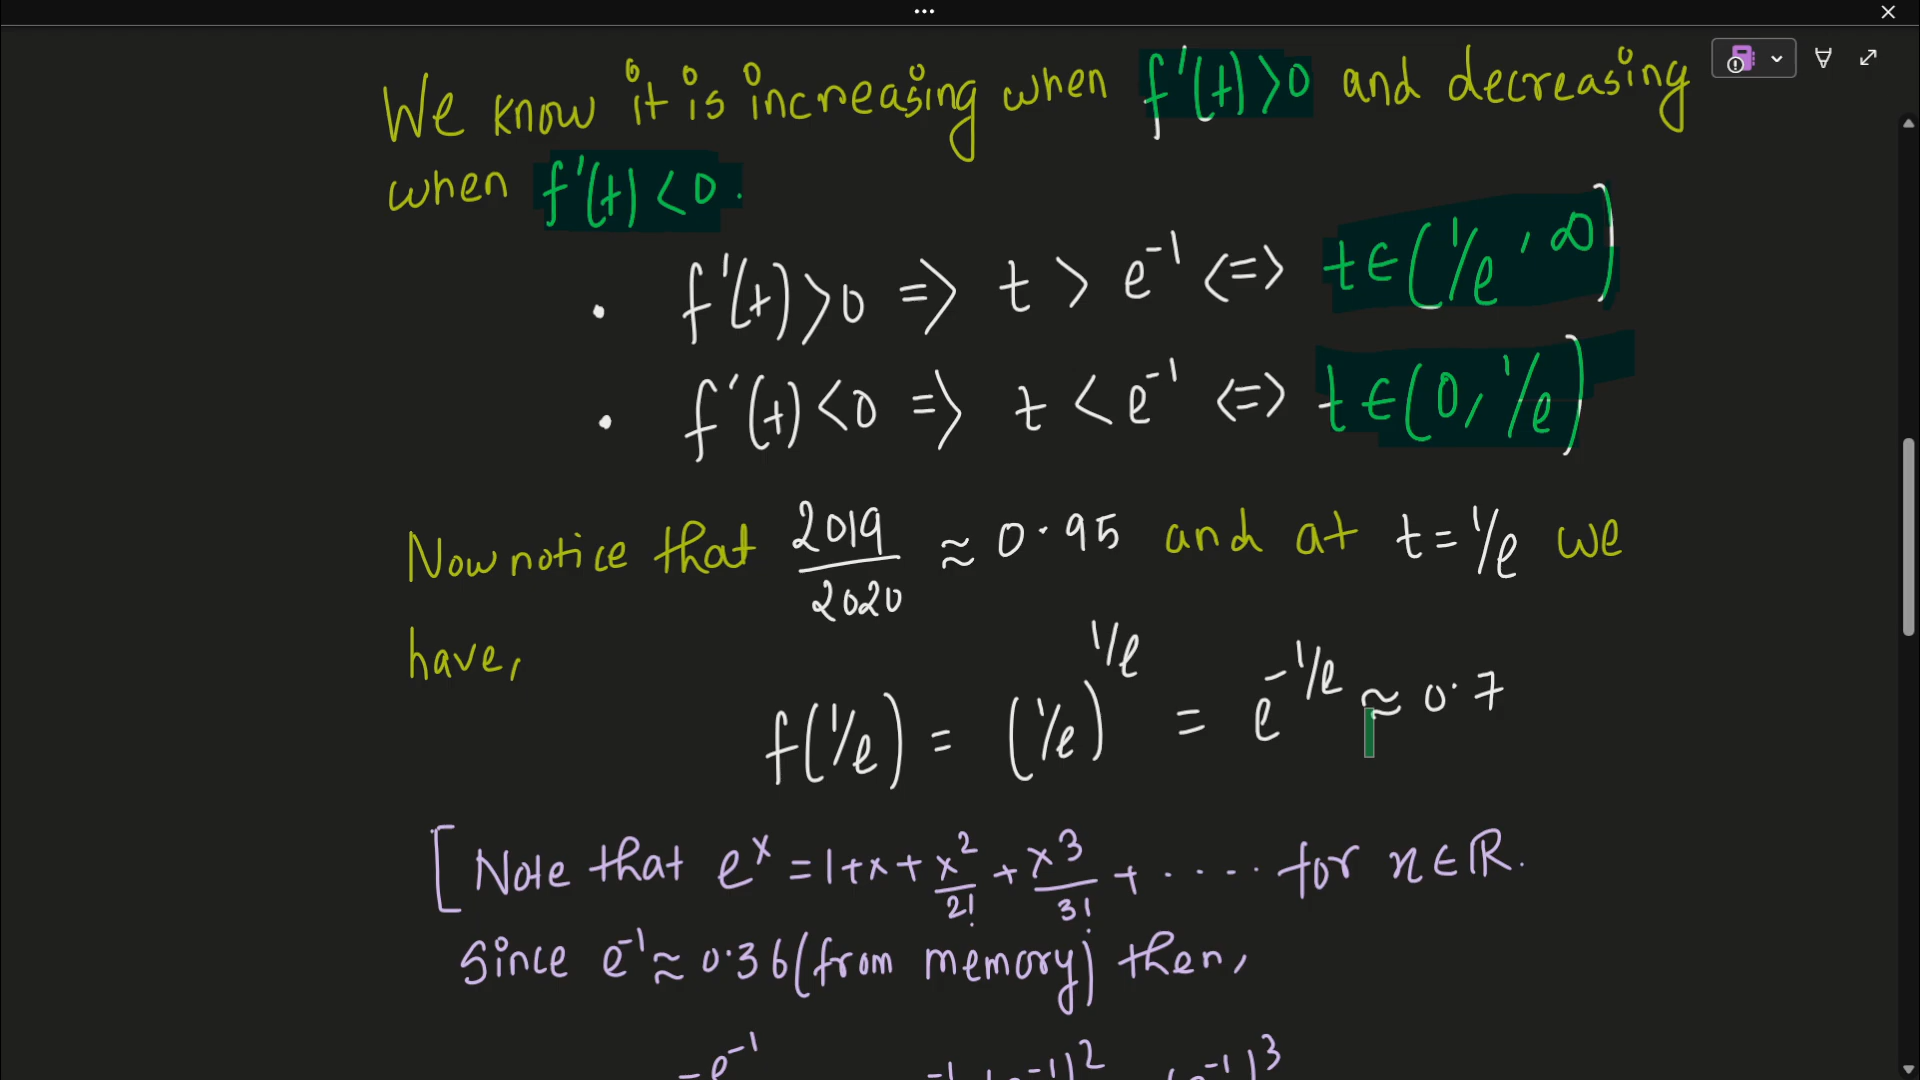 We know it is increasing when f'(t)>0 and decreasing
when f'(t)<0.
• f'(t)>0 => t > e⁻¹ <=> t∈(1/e, ∞)
• f'(t)<0 => t < e⁻¹ <=> t∈(0, 1/e)
Now notice that 2019/2020 ≈ 0.95 and at t=1/e we
have,
f(1/e) = (1/e)^(1/e) = e^(-1/e) ≈ 0.7
[Note that e^x = 1+x+x²/2!+x³/3!+..... for x∈ℝ.
Since e⁻¹≈0.36(from memory) then,